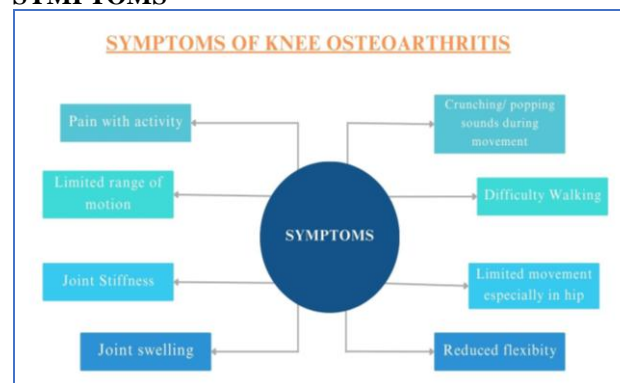 SYMPTOMS
SYMPTOMS OF KNEE OSTEOARTHRITIS
Pain with activity
Limited range of
motion
Joint Stiffness
Joint swelling
SYMPTOMS
Crunching/ popping
sounds during
movement
Difficulty Walking
Limited movement
especially in hip
Reduced flexibity